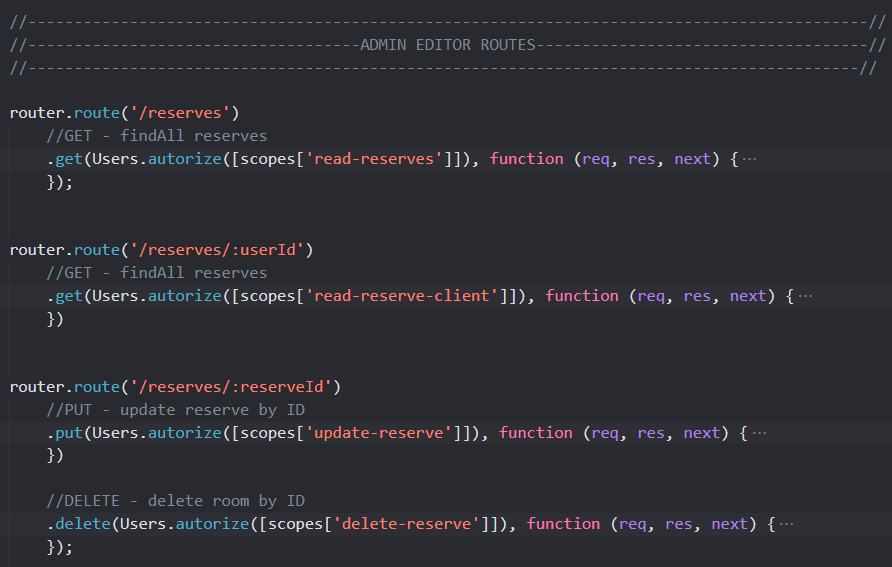 //-------------------------------------------------------------------------------------------//
//------------------------------------ADMIN EDITOR ROUTES------------------------------------//
//------------------------------------------------------------------------------------------//
router.route('/reserves')
//GET - findAll reserves
.get(Users.autorize([scopes['read-reserves']]), function (req, res, next) {···
});
router.route('/reserves/:userId')
//GET - findAll reserves
.get(Users.autorize([scopes['read-reserve-client']]), function (req, res, next) {···
})
router.route('/reserves/:reserveId')
//PUT - update reserve by ID
.put(Users.autorize([scopes['update-reserve']]), function (req, res, next) {···
})
//DELETE - delete room by ID
.delete(Users.autorize([scopes['delete-reserve']]), function (req, res, next) {···
});